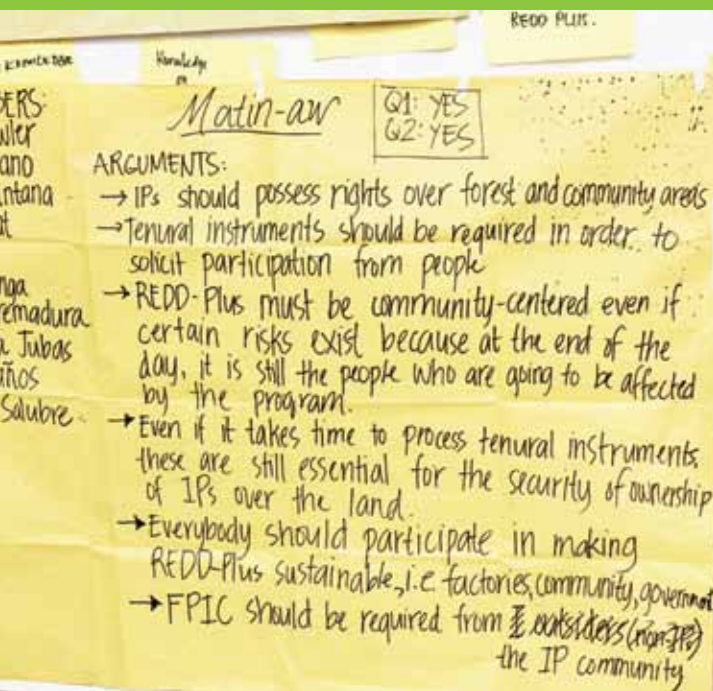 REDD PLUS.
Knowledge
Matin-aw
Q1: YES
Q2: YES
ARGUMENTS:
→ IPs should possess rights over forest and community areas
→ Tenural instruments should be required in order to
solicit participation from people
→ REDD-Plus must be community-centered even if
certain risks exist because at the end of the
day, it is still the people who are going to be affected
by the program.
→ Even if it takes time to process tenural instruments,
these are still essential for the security of ownership
of IPs over the land.
→ Everybody should participate in making
REDD-Plus sustainable, i.e factories, community, government
→ FPIC should be required from outsiders (non-IPs)
the IP community
ano
ntana
nga
remadura
a Jubas
años
Salubre